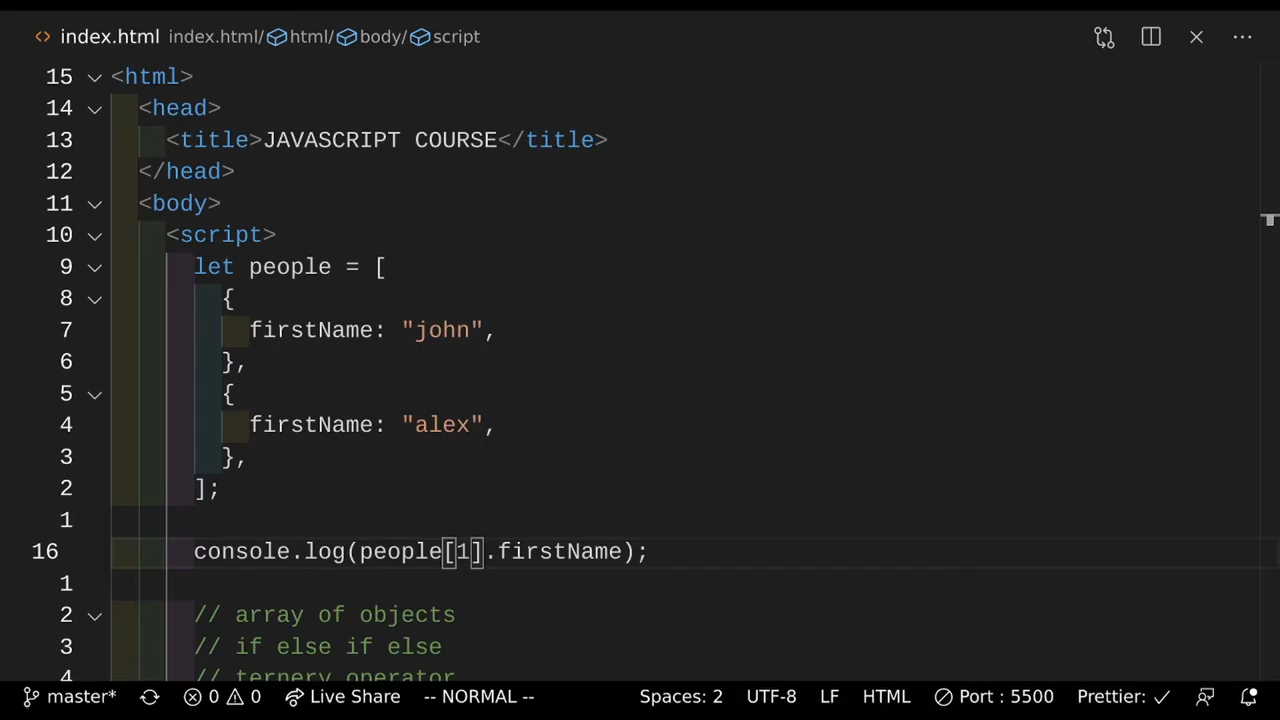 index.html index.html/html/body/script
15 <html>
14 <head>
13 <title>JAVASCRIPT COURSE</title>
12 </head>
11 <body>
10 <script>
9 let people = [
8 {
7 firstName: "john",
6 },
5 {
4 firstName: "alex",
3 },
2 ];
1
16 console.log(people[1].firstName);
1
2 // array of objects
3 // if else if else
4 // ternery operator
master* 0 0 Live Share -- NORMAL -- Spaces: 2 UTF-8 LF HTML Port : 5500 Prettier: